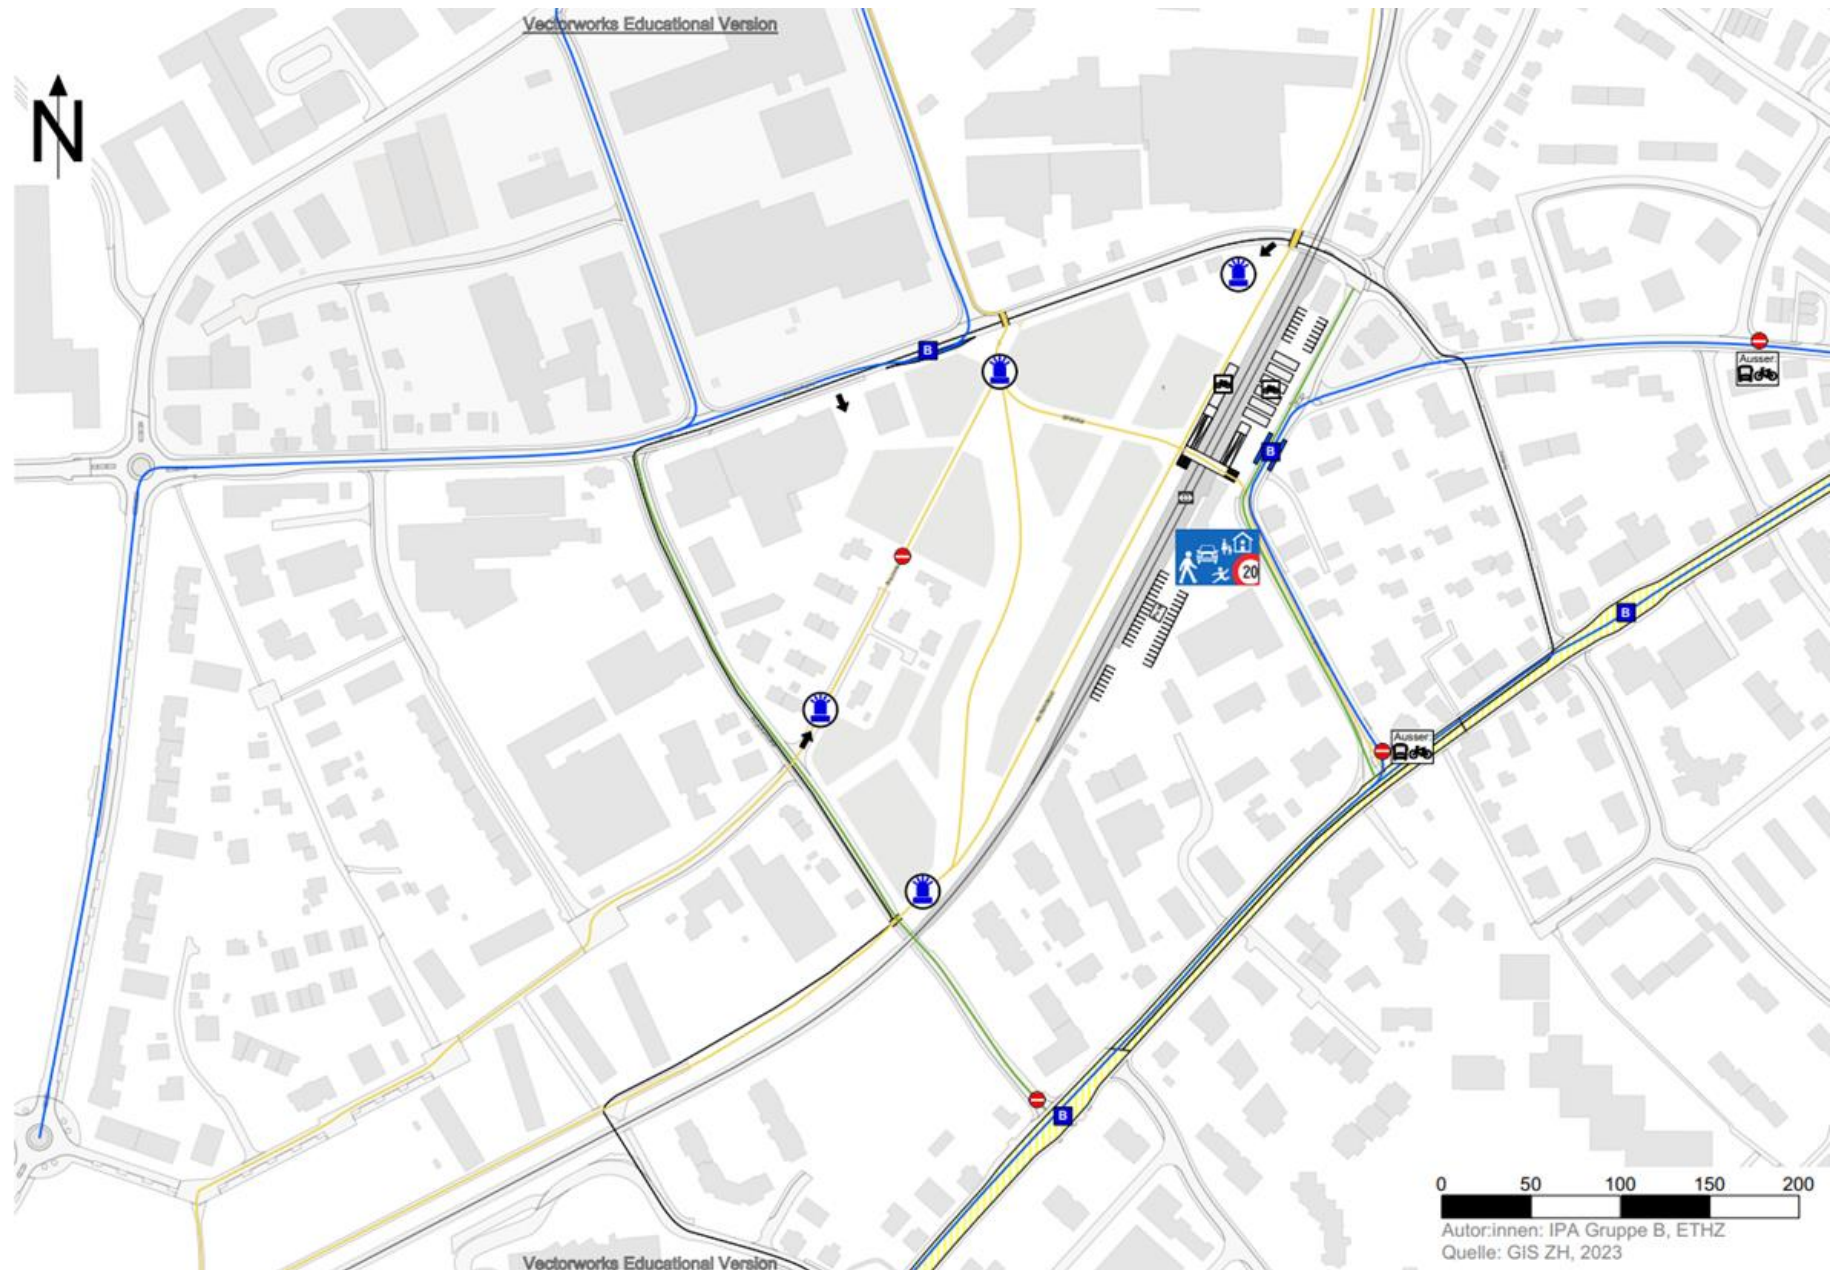 Vectorworks Educational Version
N
B
Ausser:
B
20
B
Ausser:
B
0 50 100 150 200
Autor:innen: IPA Gruppe B, ETHZ
Quelle: GIS ZH, 2023
Vectorworks Educational Version